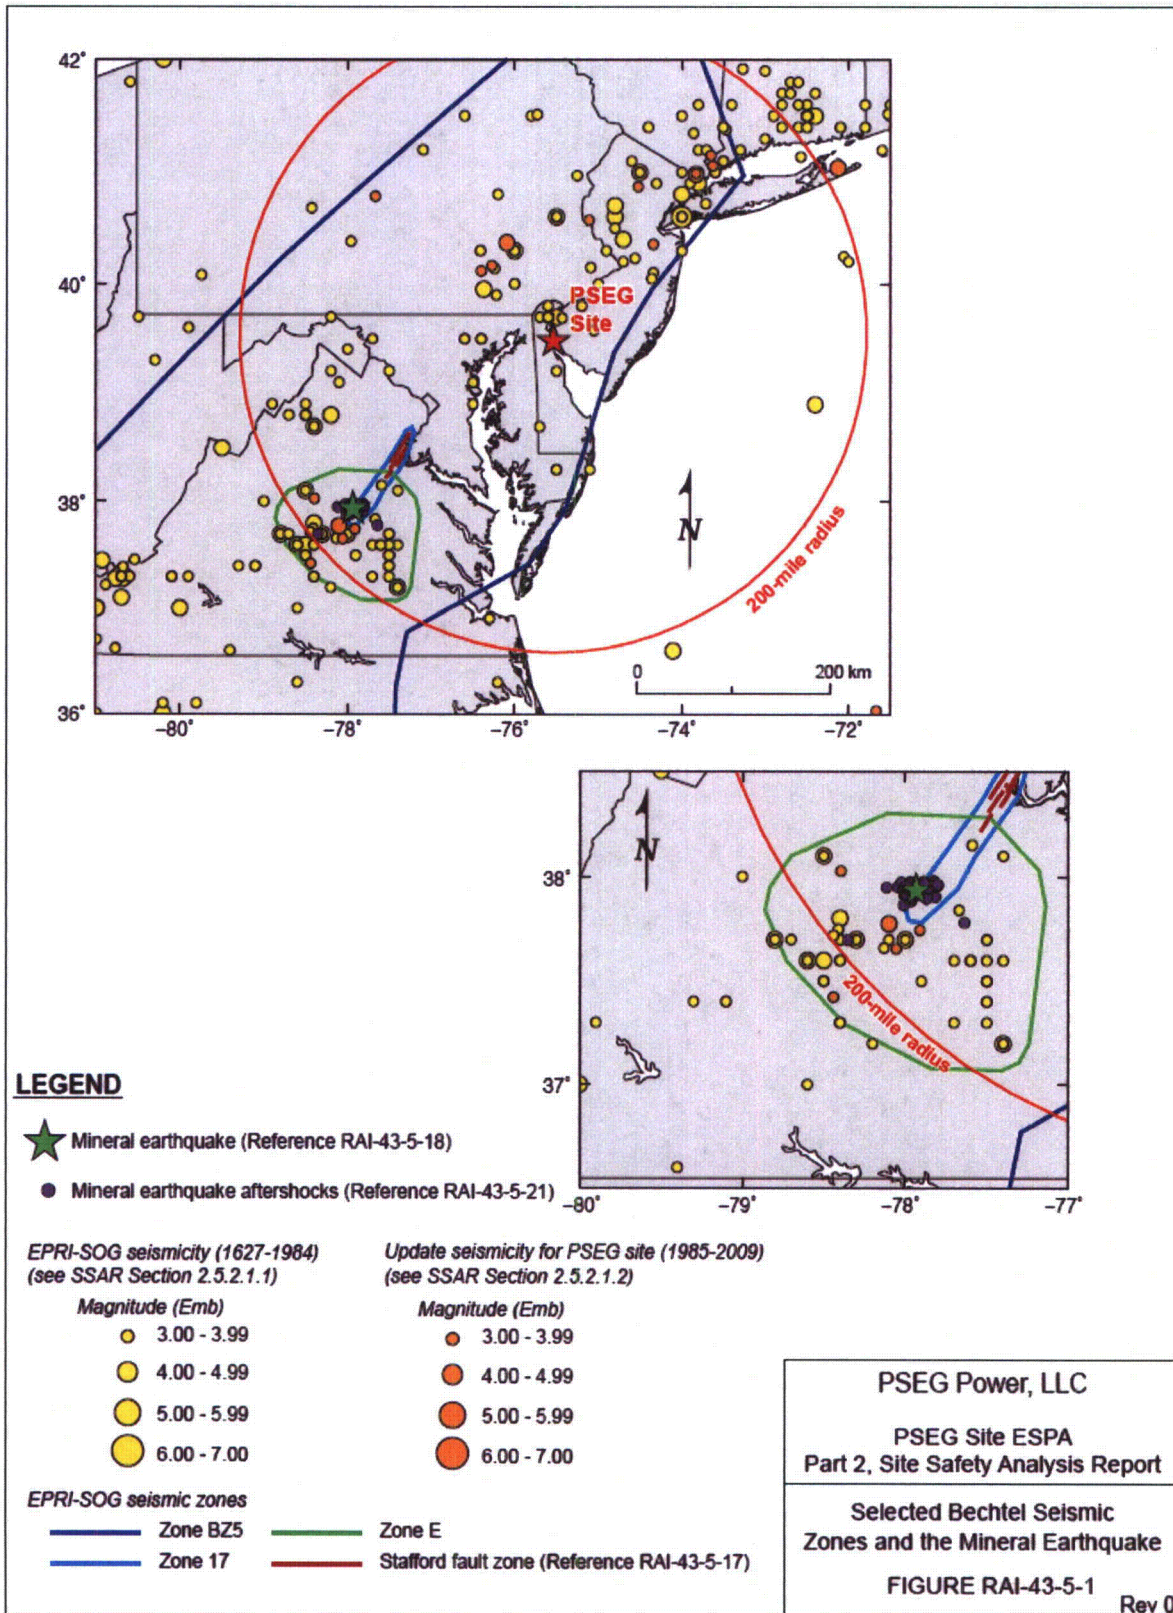 42°
40°
38°
36°
−80°
−78°
−76°
−74°
−72°
PSEG
Site
N
200-mile radius
0
200 km
38°
37°
−80°
−79°
−78°
−77°
N
200-mile radius
LEGEND
Mineral earthquake (Reference RAI-43-5-18)
Mineral earthquake aftershocks (Reference RAI-43-5-21)
EPRI-SOG seismicity (1627-1984)
(see SSAR Section 2.5.2.1.1)
Magnitude (Emb)
3.00 - 3.99
4.00 - 4.99
5.00 - 5.99
6.00 - 7.00
Update seismicity for PSEG site (1985-2009)
(see SSAR Section 2.5.2.1.2)
Magnitude (Emb)
3.00 - 3.99
4.00 - 4.99
5.00 - 5.99
6.00 - 7.00
EPRI-SOG seismic zones
Zone BZ5
Zone 17
Zone E
Stafford fault zone (Reference RAI-43-5-17)
PSEG Power, LLC
PSEG Site ESPA
Part 2, Site Safety Analysis Report
Selected Bechtel Seismic
Zones and the Mineral Earthquake
FIGURE RAI-43-5-1
Rev 0